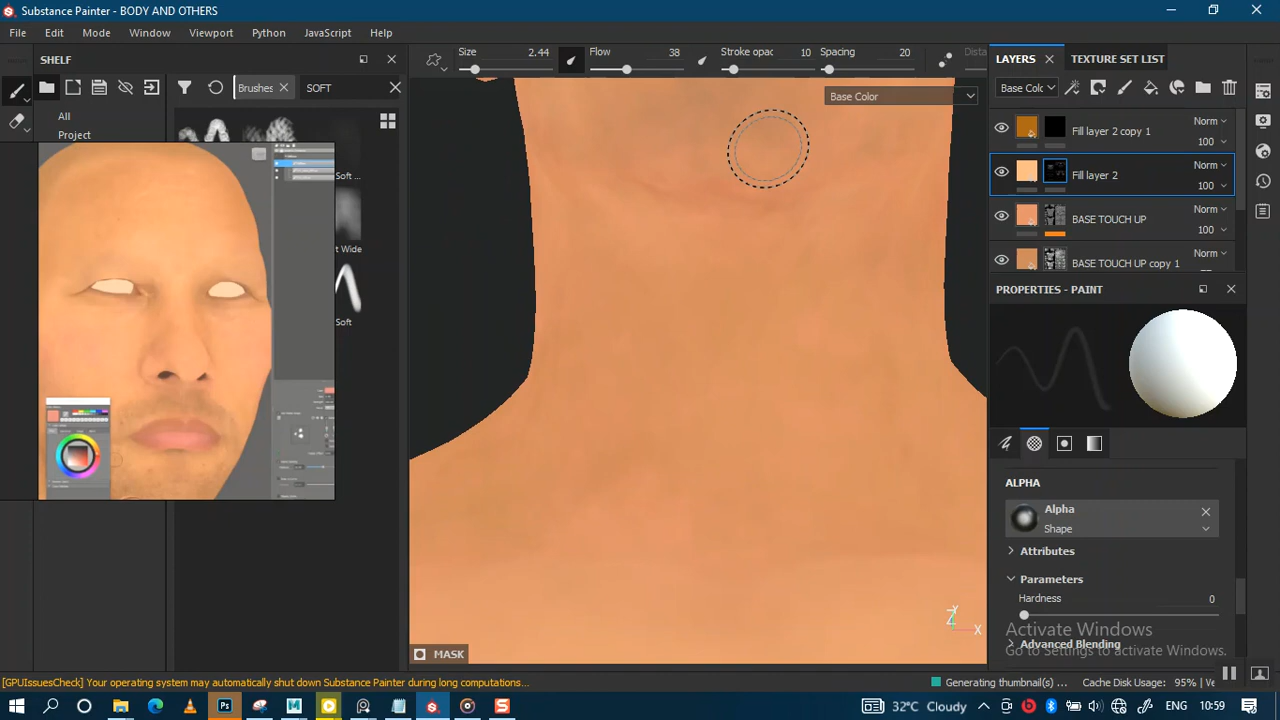 Substance Painter - BODY AND OTHERS
File Edit Mode Window Viewport Python JavaScript Help
SHELF
Size 2.44 Flow 38 Stroke opac 10 Spacing 20 Dista
LAYERS TEXTURE SET LIST
Brushes SOFT
Base Colo
Base Color
All
Project
Norm
Fill layer 2 copy 1
100
Norm
Fill layer 2
100
Soft ...
Norm
BASE TOUCH UP
100
t Wide
Norm
BASE TOUCH UP copy 1
PROPERTIES - PAINT
Soft
ALPHA
Alpha
Shape
Attributes
Parameters
Hardness 0
Activate Windows
Advanced Blending
Go to Settings to activate Windows.
Y
Z
X
MASK
[GPUIssuesCheck] Your operating system may automatically shut down Substance Painter during long computations...
Generating thumbnail(s) ...
Cache Disk Usage: 95% | Ve
Ps
32°C Cloudy
ENG 10:59